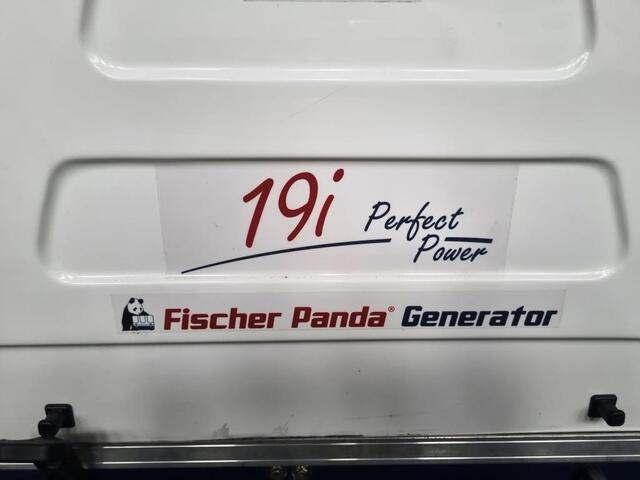 19i Perfect
Power
Fischer Panda® Generator